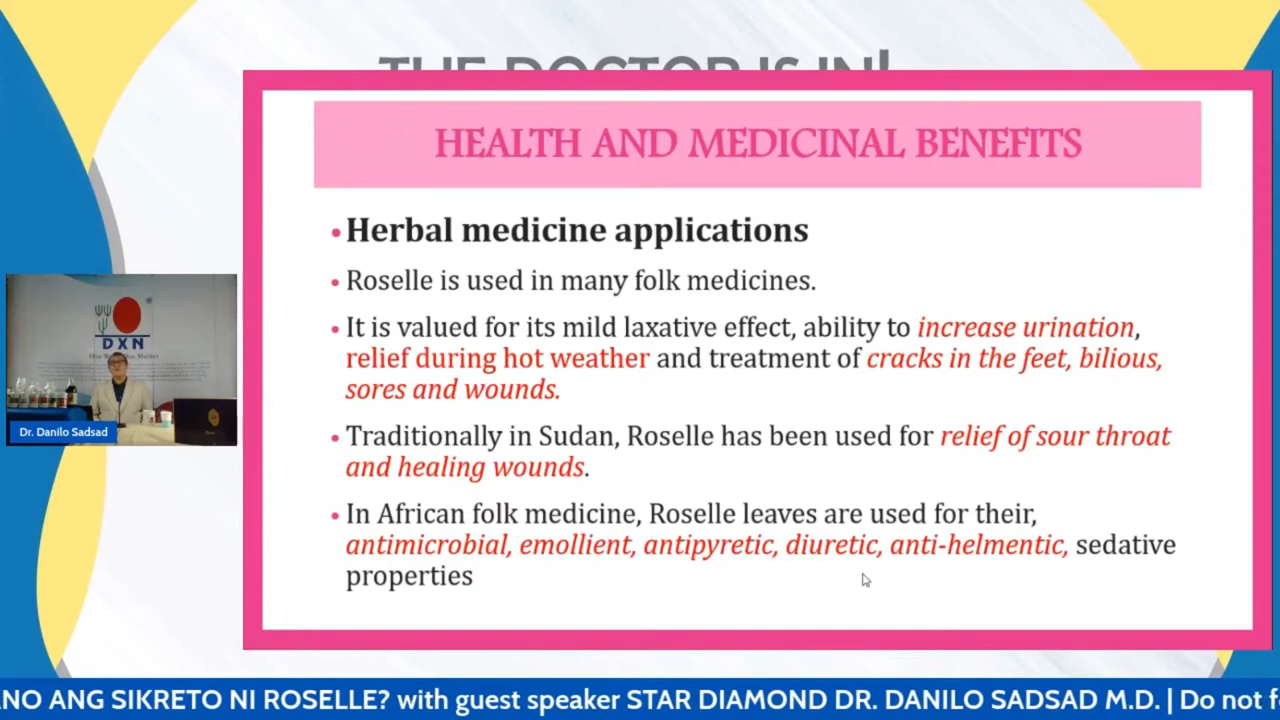 THE DOCTOR IS IN!
HEALTH AND MEDICINAL BENEFITS
•Herbal medicine applications
• Roselle is used in many folk medicines.
• It is valued for its mild laxative effect, ability to increase urination,
relief during hot weather and treatment of cracks in the feet, bilious,
sores and wounds.
• Traditionally in Sudan, Roselle has been used for relief of sour throat
and healing wounds.
• In African folk medicine, Roselle leaves are used for their,
antimicrobial, emollient, antipyretic, diuretic, anti-helmentic, sedative
properties
DXN
Dr. Danilo Sadsad
NO ANG SIKRETO NI ROSELLE? with guest speaker STAR DIAMOND DR. DANILO SADSAD M.D. | Do not f